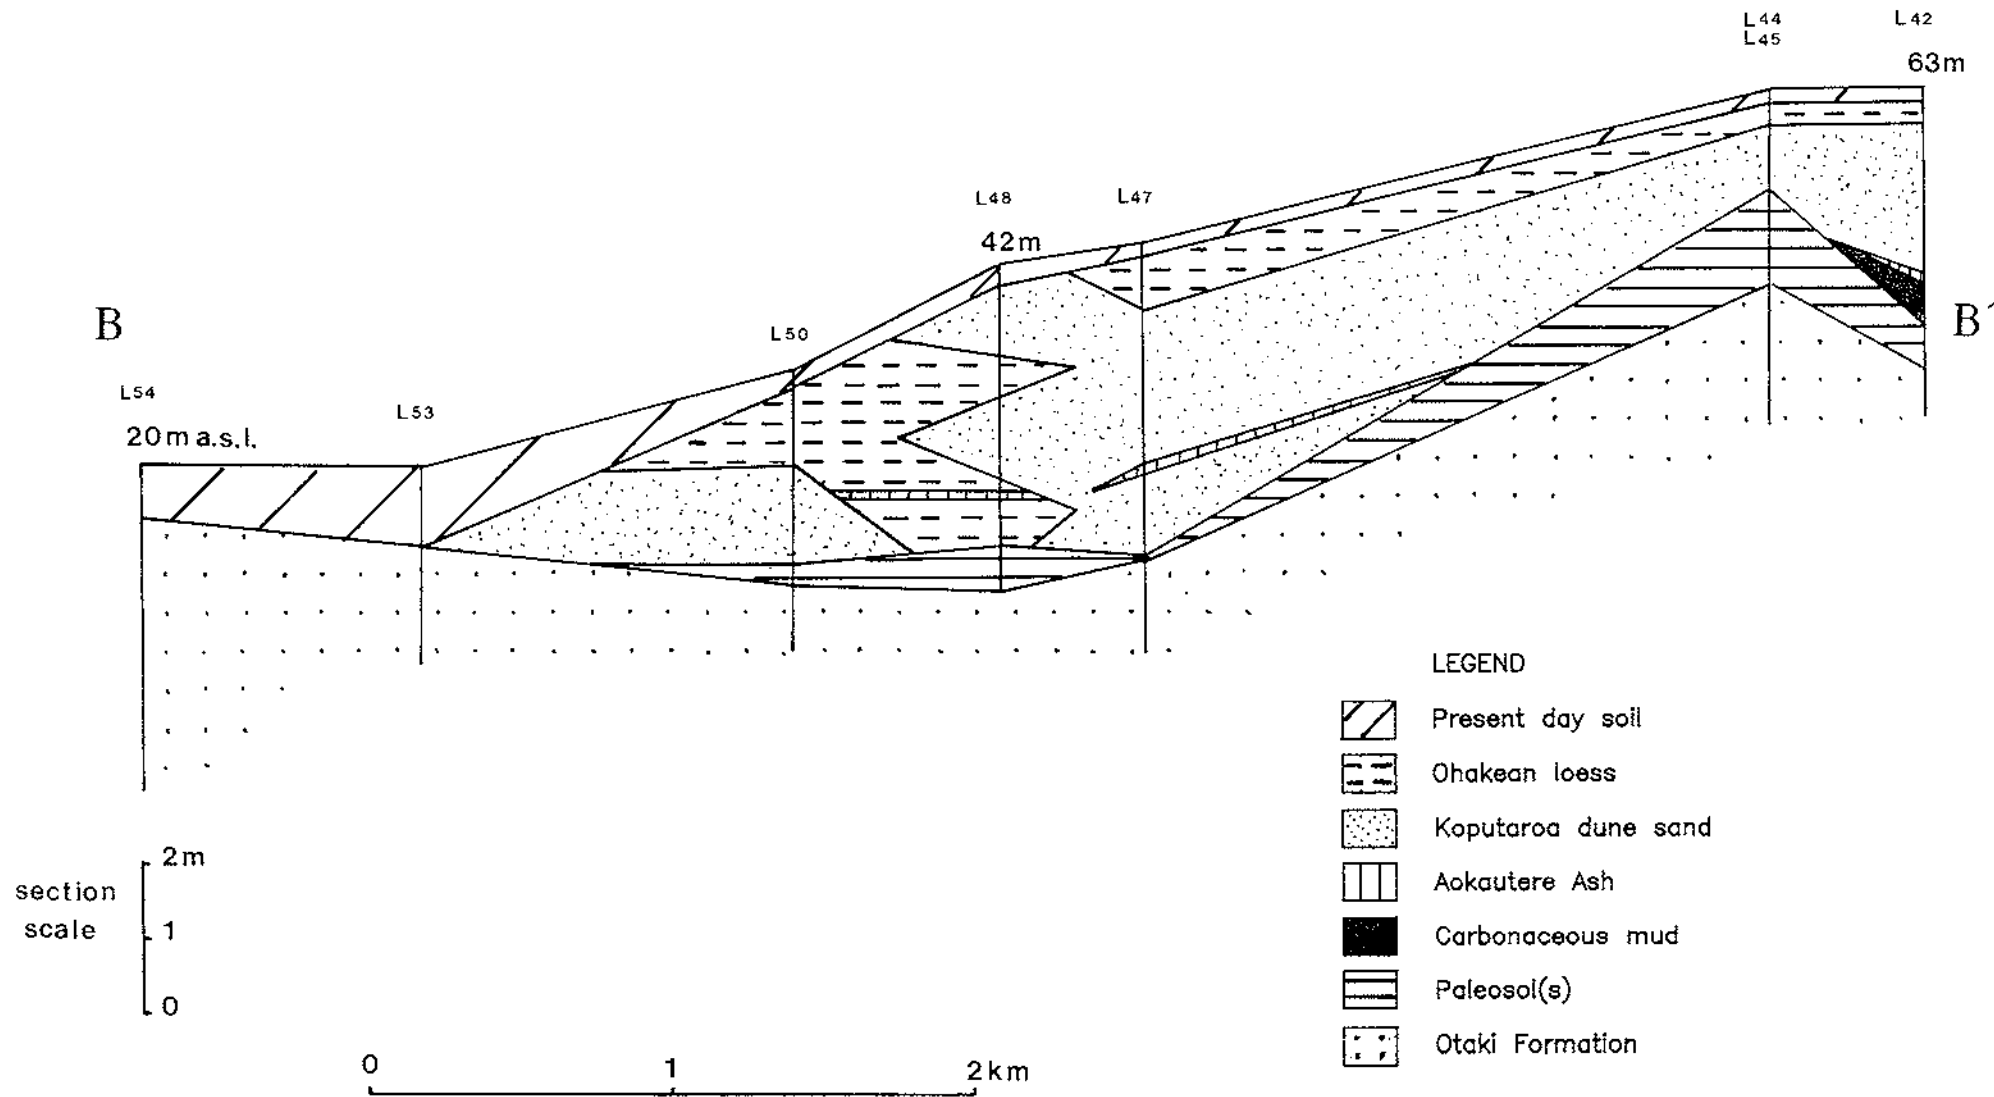 L44
L45
L42
63m
L48
L47
42m
B
L50
B'
L54
L53
20m a.s.l.
LEGEND
Present day soil
Ohakean loess
Koputaroa dune sand
Aokautere Ash
Carbonaceous mud
Paleosol(s)
Otaki Formation
2m
section
scale
1
0
0 1 2km